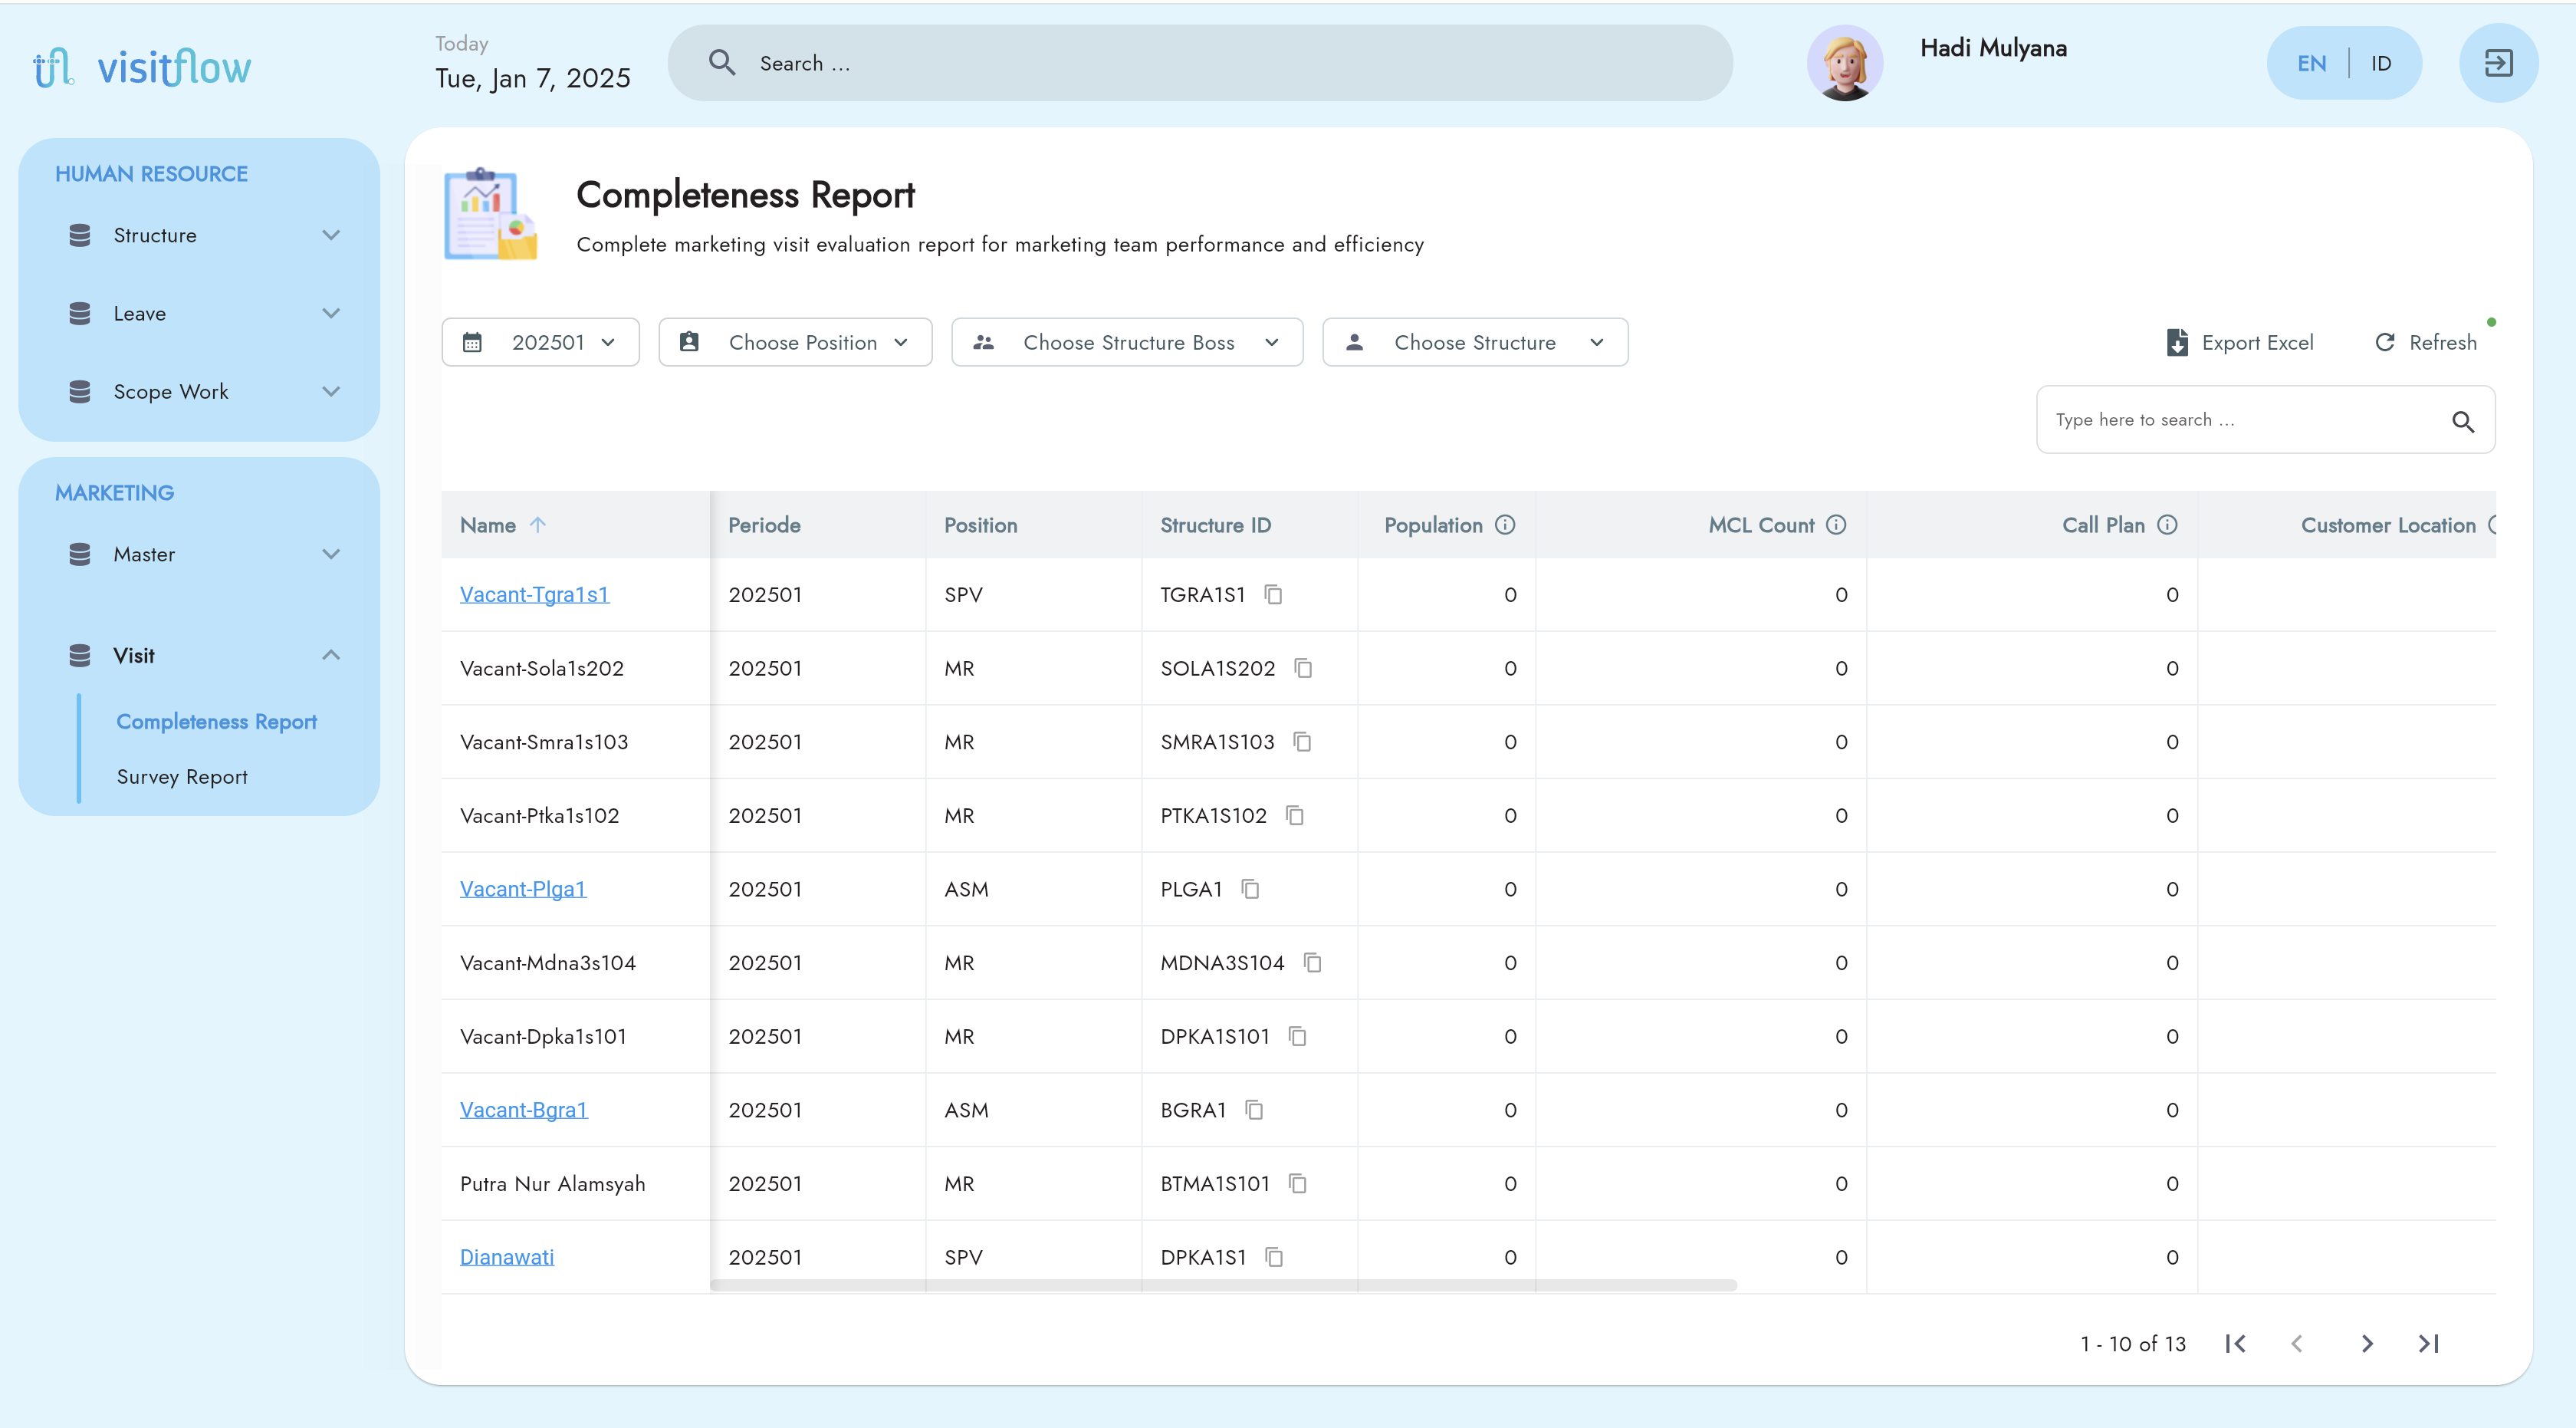 visitflow
Today
Tue, Jan 7, 2025
Search ...
Hadi Mulyana
EN | ID
HUMAN RESOURCE
Structure
Leave
Scope Work
MARKETING
Master
Visit
Completeness Report
Survey Report
Completeness Report
Complete marketing visit evaluation report for marketing team performance and efficiency
202501 Choose Position Choose Structure Boss Choose Structure Export Excel Refresh
Type here to search ...
Name Periode Position Structure ID Population MCL Count Call Plan Customer Location
Vacant-Tgra1s1 202501 SPV TGRA1S1 0 0 0
Vacant-Sola1s202 202501 MR SOLA1S202 0 0 0
Vacant-Smra1s103 202501 MR SMRA1S103 0 0 0
Vacant-Ptka1s102 202501 MR PTKA1S102 0 0 0
Vacant-Plga1 202501 ASM PLGA1 0 0 0
Vacant-Mdna3s104 202501 MR MDNA3S104 0 0 0
Vacant-Dpka1s101 202501 MR DPKA1S101 0 0 0
Vacant-Bgra1 202501 ASM BGRA1 0 0 0
Putra Nur Alamsyah 202501 MR BTMA1S101 0 0 0
Dianawati 202501 SPV DPKA1S1 0 0 0
1 - 10 of 13